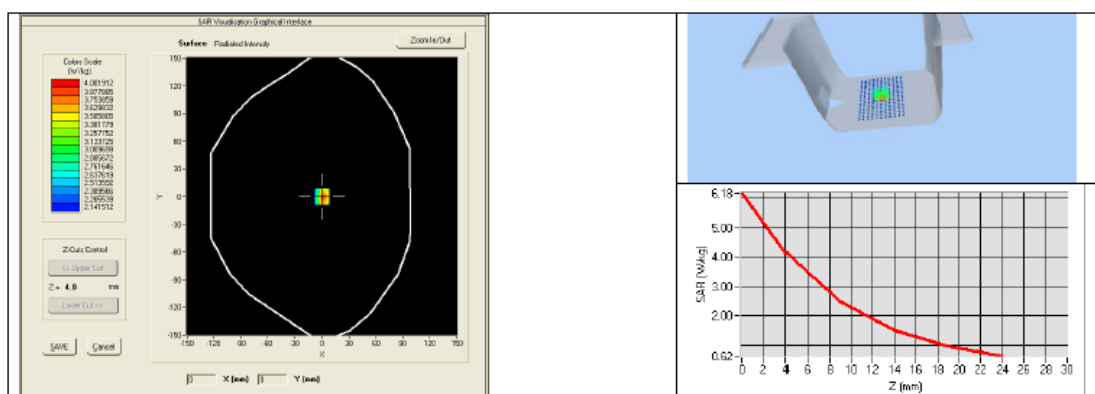 SAR Visualisation Graphical Interface
Surface Radiated Intensity
Zoom In/Out
Colors Scale
(W/kg)
4.001912
3.877885
3.753859
3.629832
3.505805
3.381779
3.257752
3.133725
3.009699
2.885672
2.761646
2.637619
2.513592
2.389566
2.265539
2.141512
Z-Cuts Control
<< Upper Cut
Z = 4.0 mm
Lower Cut >>
SAVE Cancel
150
120
90
60
30
0
-30
-60
-90
-120
-150
Y
-150 -120 -90 -60 -30 0 30 60 90 120 150
X
0 X (mm) 0 Y (mm)
6.18
5.00
4.00
3.00
2.00
0.62
SAR (W/kg)
0 2 4 6 8 10 12 14 16 18 20 22 24 26 28 30
Z (mm)